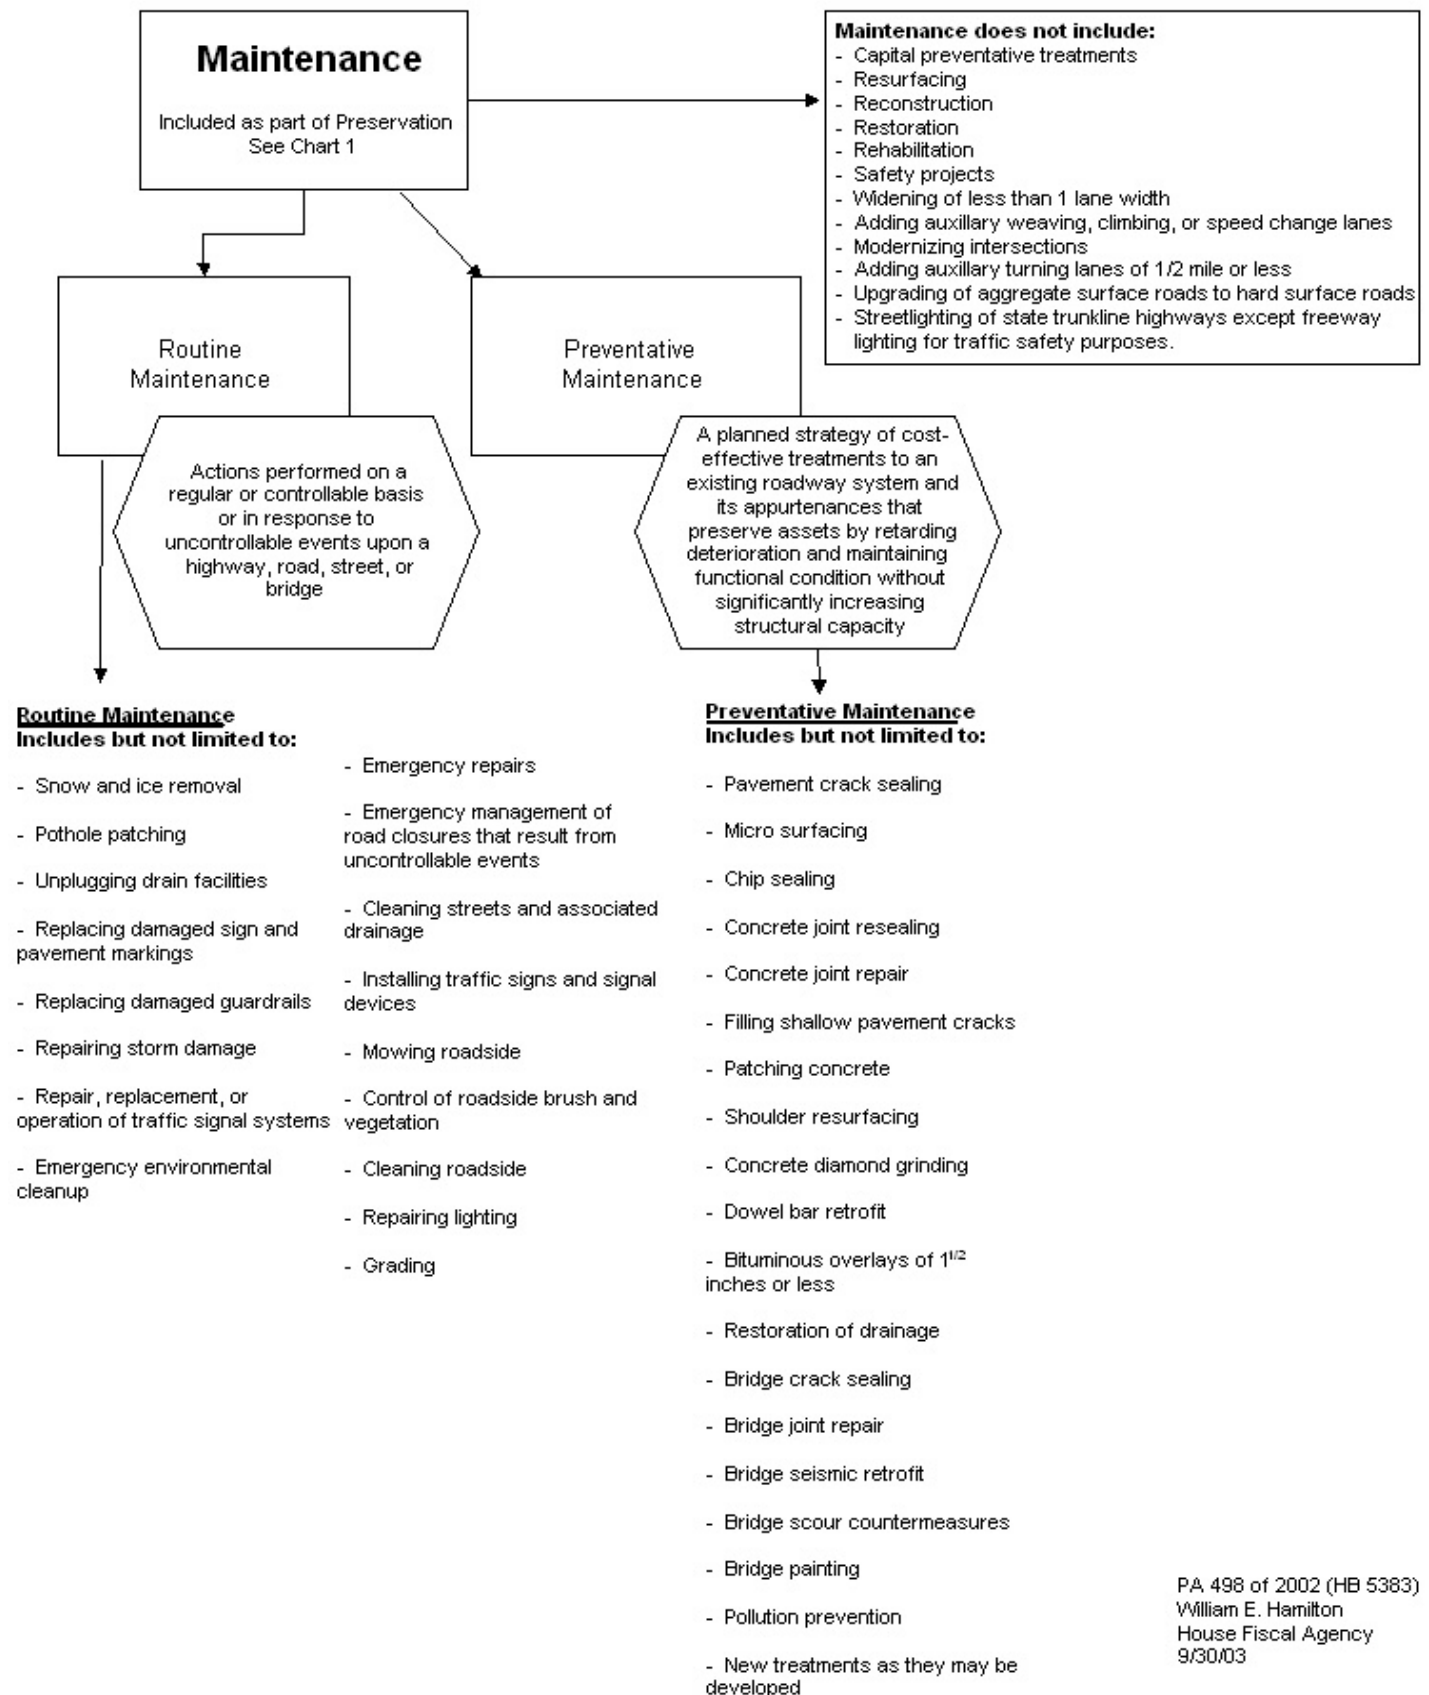 Maintenance
Included as part of Preservation
See Chart 1
Maintenance does not include:
- Capital preventative treatments
- Resurfacing
- Reconstruction
- Restoration
- Rehabilitation
- Safety projects
- Widening of less than 1 lane width
- Adding auxillary weaving, climbing, or speed change lanes
- Modernizing intersections
- Adding auxillary turning lanes of 1/2 mile or less
- Upgrading of aggregate surface roads to hard surface roads
- Streetlighting of state trunkline highways except freeway
lighting for traffic safety purposes.
Routine
Maintenance
Actions performed on a
regular or controllable basis
or in response to
uncontrollable events upon a
highway, road, street, or
bridge
Preventative
Maintenance
A planned strategy of cost-
effective treatments to an
existing roadway system and
its appurtenances that
preserve assets by retarding
deterioration and maintaining
functional condition without
significantly increasing
structural capacity
Routine Maintenance
Includes but not limited to:
- Snow and ice removal
- Pothole patching
- Unplugging drain facilities
- Replacing damaged sign and
pavement markings
- Replacing damaged guardrails
- Repairing storm damage
- Repair, replacement, or
operation of traffic signal systems
- Emergency environmental
cleanup
- Emergency repairs
- Emergency management of
road closures that result from
uncontrollable events
- Cleaning streets and associated
drainage
- Installing traffic signs and signal
devices
- Mowing roadside
- Control of roadside brush and
vegetation
- Cleaning roadside
- Repairing lighting
- Grading
Preventative Maintenance
Includes but not limited to:
- Pavement crack sealing
- Micro surfacing
- Chip sealing
- Concrete joint resealing
- Concrete joint repair
- Filling shallow pavement cracks
- Patching concrete
- Shoulder resurfacing
- Concrete diamond grinding
- Dowel bar retrofit
- Bituminous overlays of 1 1/2
inches or less
- Restoration of drainage
- Bridge crack sealing
- Bridge joint repair
- Bridge seismic retrofit
- Bridge scour countermeasures
- Bridge painting
- Pollution prevention
- New treatments as they may be
developed
PA 498 of 2002 (HB 5383)
William E. Hamilton
House Fiscal Agency
9/30/03